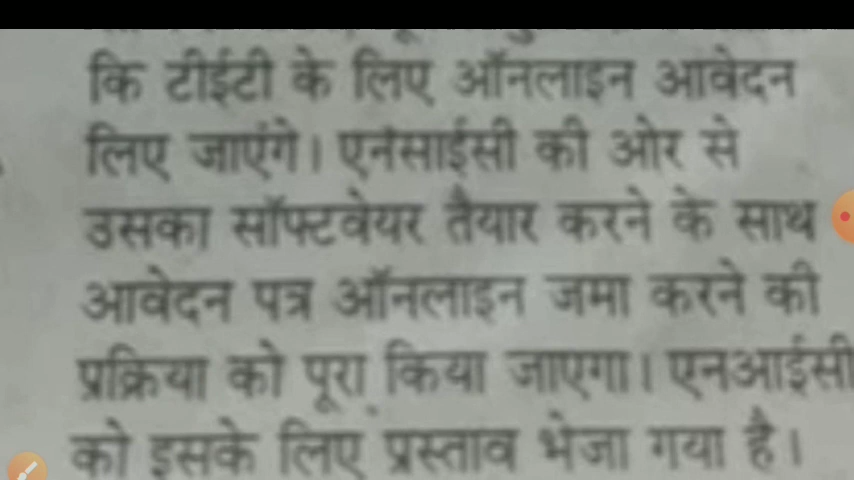 कि टीईटी के लिए ऑनलाइन आवेदन
लिए जाएंगे। एनंसाईसी की ओर से
उसका सॉफ्टवेयर तैयार करने के साथ
आवेदन पत्र ऑनलाइन जमा करने की
प्रक्रिया को पूरा किया जाएगा। एनआईसी
को इसके लिए प्रस्ताव भेजा गया है।